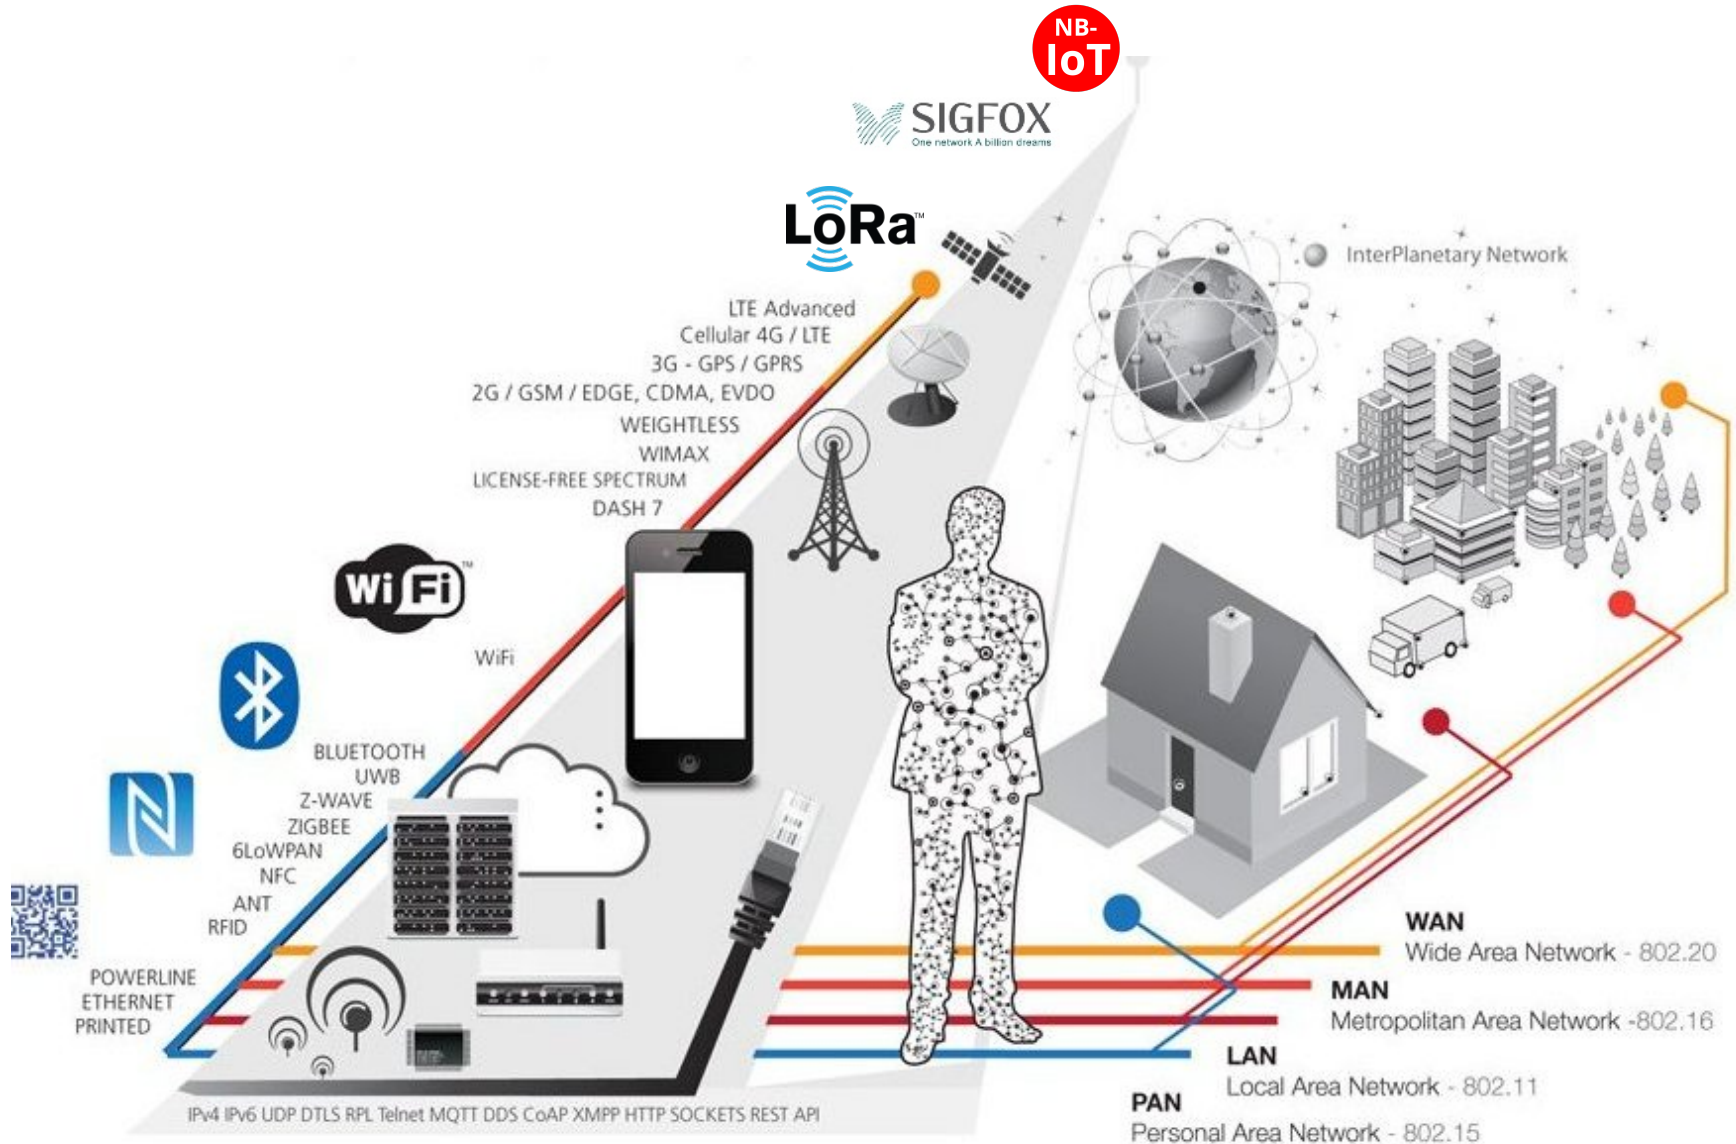 NB-
IoT
SIGFOX
One network A billion dreams
LoRa™
InterPlanetary Network
LTE Advanced
Cellular 4G / LTE
3G - GPS / GPRS
2G / GSM / EDGE, CDMA, EVDO
WEIGHTLESS
WIMAX
LICENSE-FREE SPECTRUM
DASH 7
WiFi™
WiFi
BLUETOOTH
UWB
Z-WAVE
ZIGBEE
6LoWPAN
NFC
ANT
RFID
POWERLINE
ETHERNET
PRINTED
WAN
Wide Area Network - 802.20
MAN
Metropolitan Area Network -802.16
LAN
Local Area Network - 802.11
PAN
Personal Area Network - 802.15
IPv4 IPv6 UDP DTLS RPL Telnet MQTT DDS CoAP XMPP HTTP SOCKETS REST API